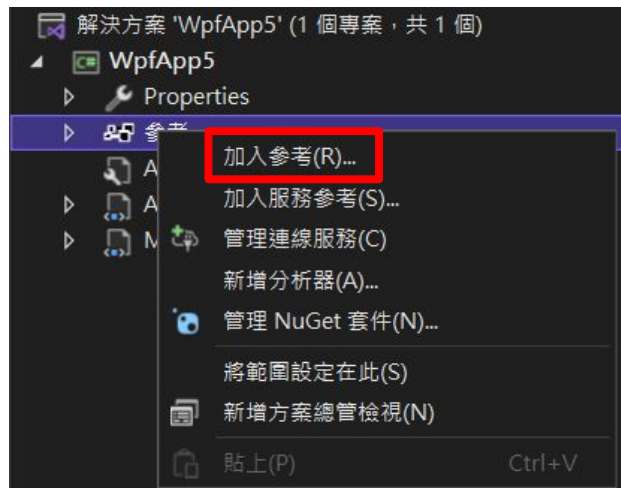 解決方案 'WpfApp5' (1 個專案，共 1 個)
WpfApp5
Properties
參考
加入參考(R)...
A
加入服務參考(S)...
A
管理連線服務(C)
M
新增分析器(A)...
管理 NuGet 套件(N)...
將範圍設定在此(S)
新增方案總管檢視(N)
貼上(P) Ctrl+V